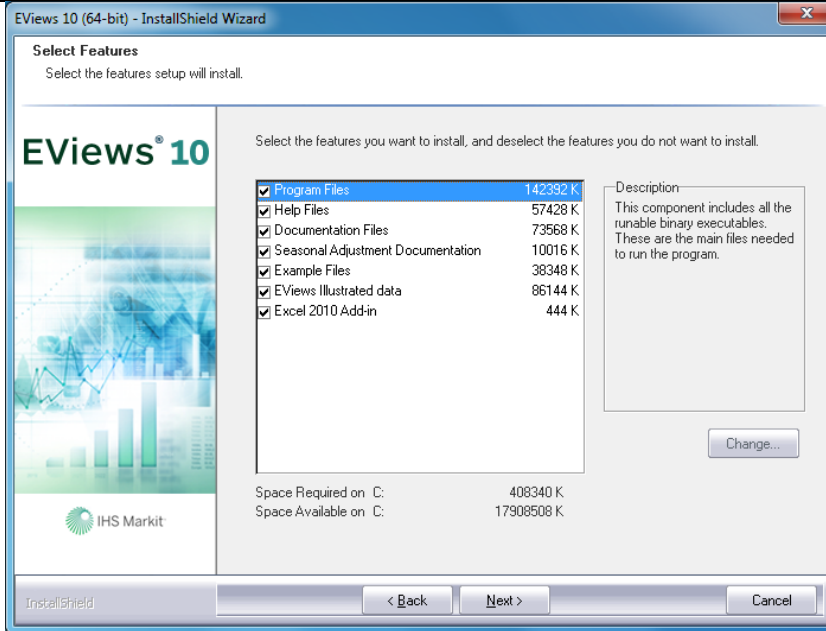 EViews 10 (64-bit) - InstallShield Wizard
Select Features
Select the features setup will install.
EViews® 10
Select the features you want to install, and deselect the features you do not want to install.
Program Files 142392 K
Help Files 57428 K
Documentation Files 73568 K
Seasonal Adjustment Documentation 10016 K
Example Files 38348 K
EViews Illustrated data 86144 K
Excel 2010 Add-in 444 K
Description
This component includes all the
runable binary executables.
These are the main files needed
to run the program.
Change...
Space Required on C: 408340 K
Space Available on C: 17908508 K
IHS Markit
InstallShield
< Back
Next >
Cancel